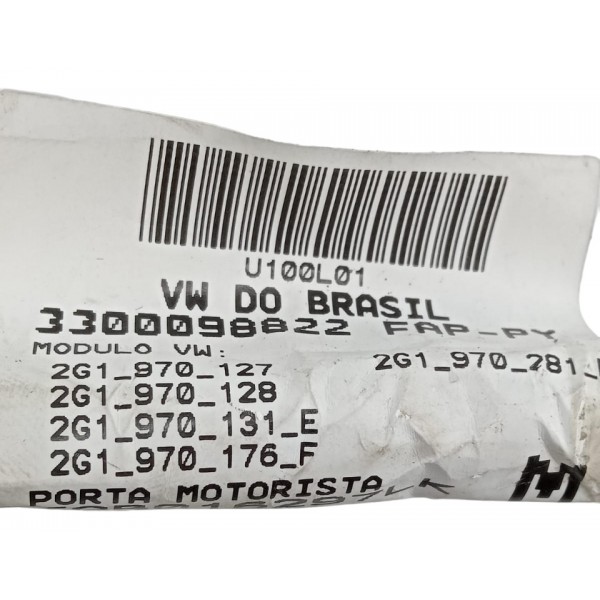 U100L01
VW DO BRASIL
3300098822 FAP-PY
MODULO VW:
2G1_970_127 2G1_970_281_
2G1_970_128
2G1_970_131_E
2G1_970_176_F
PORTA MOTORISTA